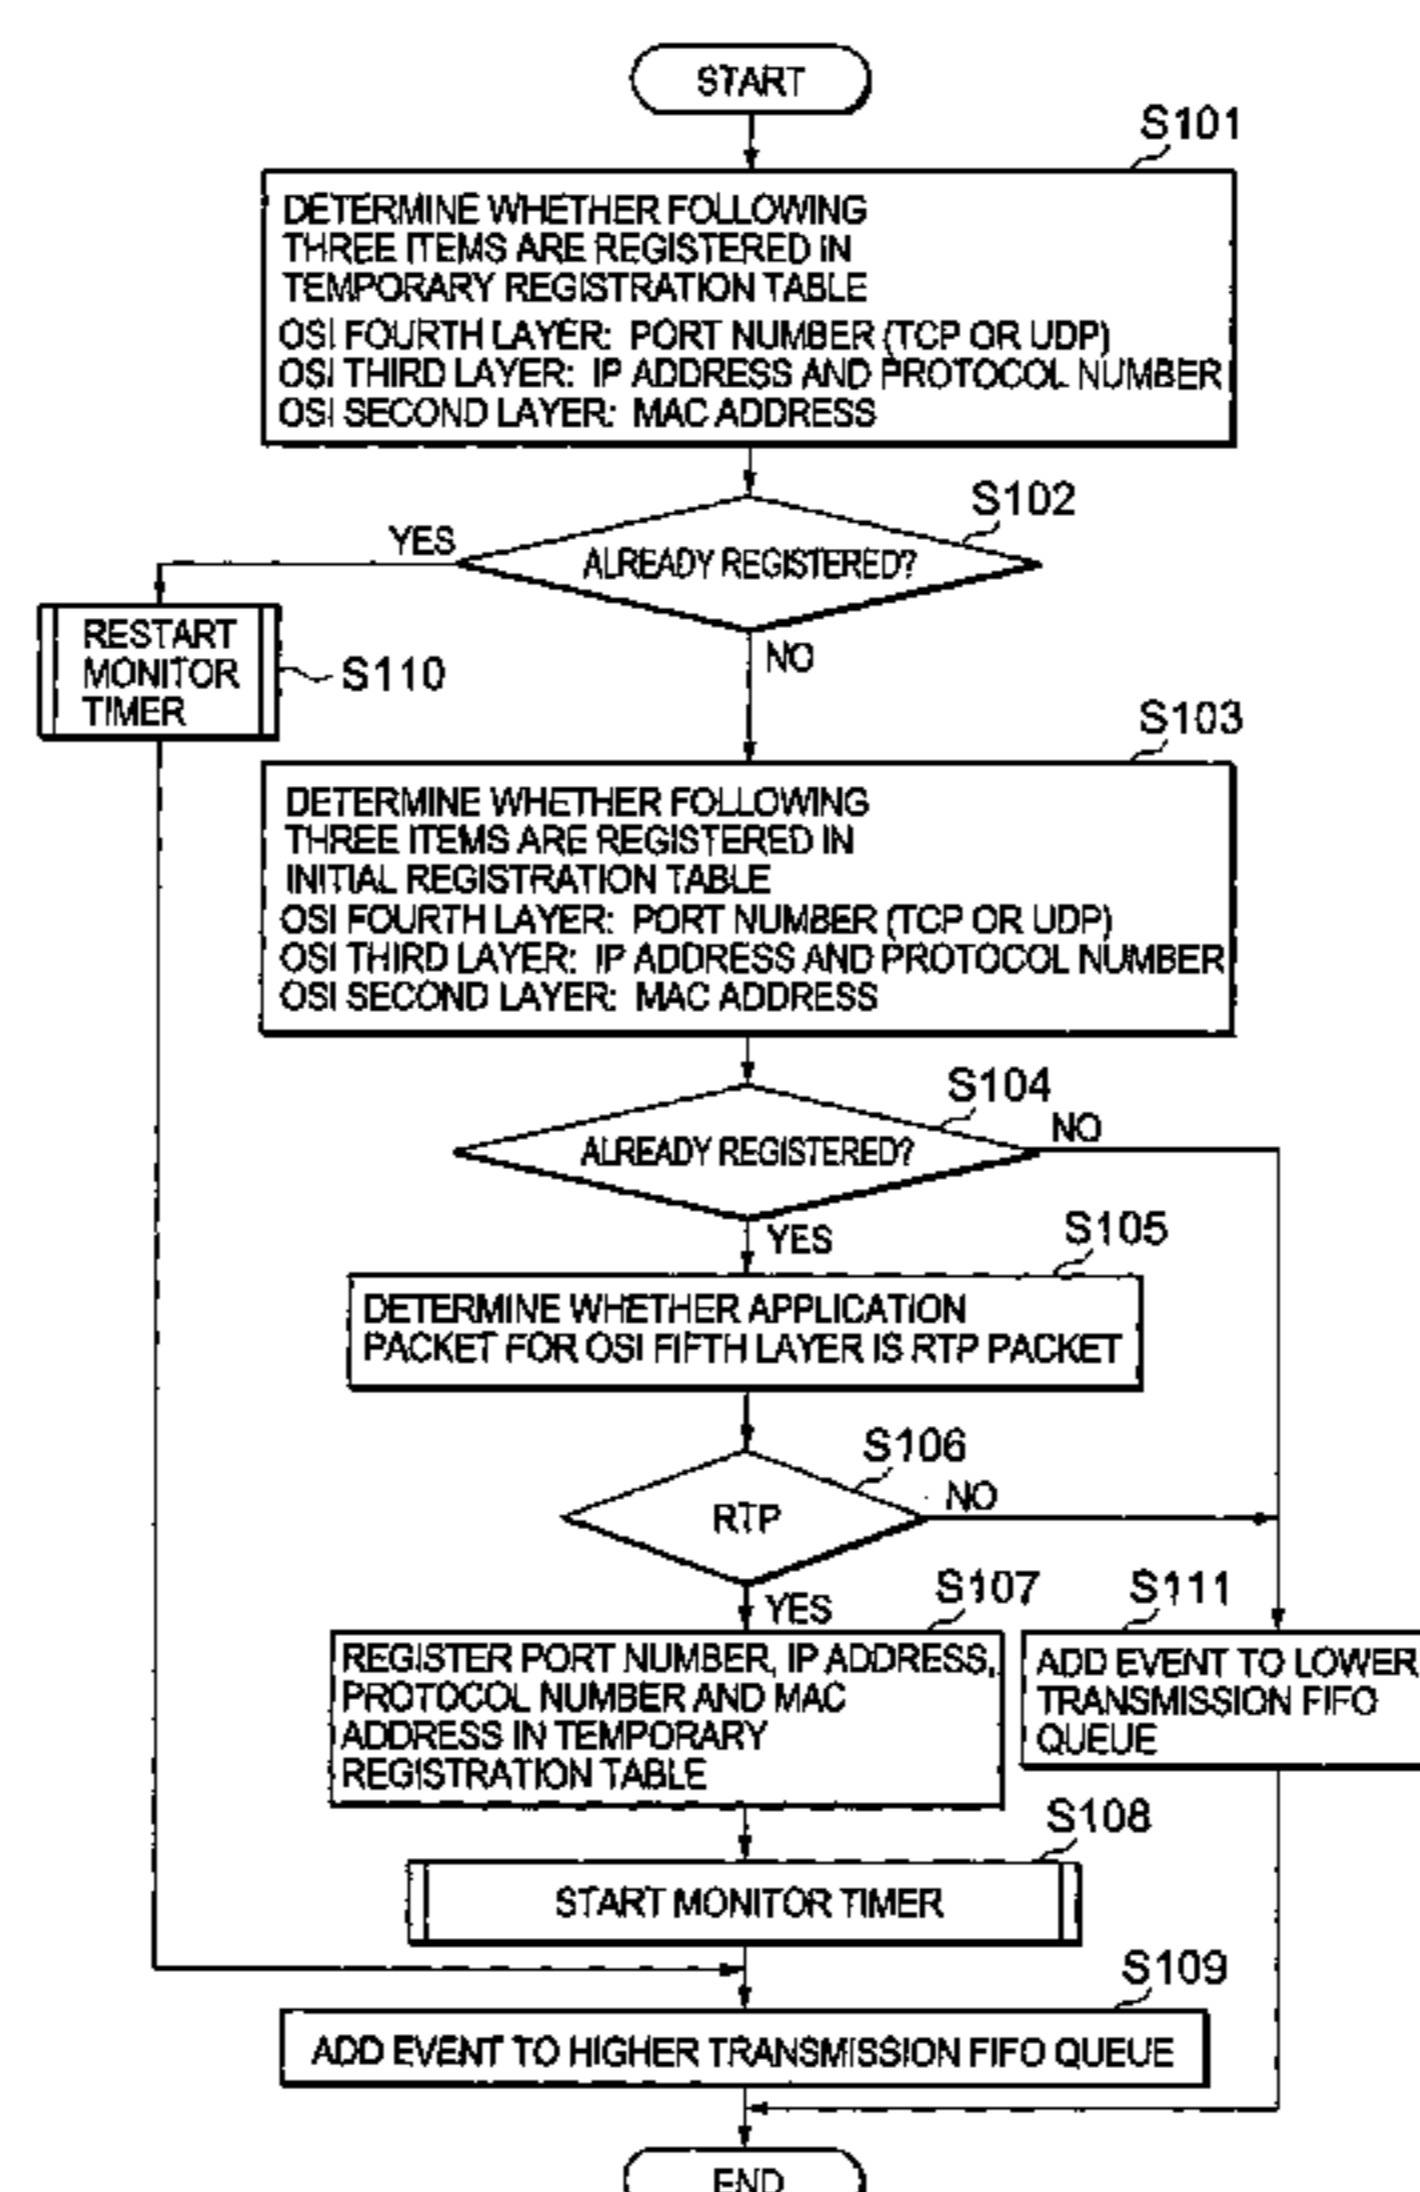 START
S101
DETERMINE WHETHER FOLLOWING
THREE ITEMS ARE REGISTERED IN
TEMPORARY REGISTRATION TABLE
OSI FOURTH LAYER: PORT NUMBER (TCP OR UDP)
OSI THIRD LAYER: IP ADDRESS AND PROTOCOL NUMBER
OSI SECOND LAYER: MAC ADDRESS
S102
YES
ALREADY REGISTERED?
NO
RESTART
MONITOR
TIMER
S110
S103
DETERMINE WHETHER FOLLOWING
THREE ITEMS ARE REGISTERED IN
INITIAL REGISTRATION TABLE
OSI FOURTH LAYER: PORT NUMBER (TCP OR UDP)
OSI THIRD LAYER: IP ADDRESS AND PROTOCOL NUMBER
OSI SECOND LAYER: MAC ADDRESS
S104
NO
ALREADY REGISTERED?
YES
S105
DETERMINE WHETHER APPLICATION
PACKET FOR OSI FIFTH LAYER IS RTP PACKET
S106
NO
RTP
YES
S107
REGISTER PORT NUMBER, IP ADDRESS,
PROTOCOL NUMBER AND MAC
ADDRESS IN TEMPORARY
REGISTRATION TABLE
S111
ADD EVENT TO LOWER
TRANSMISSION FIFO
QUEUE
S108
START MONITOR TIMER
S109
ADD EVENT TO HIGHER TRANSMISSION FIFO QUEUE
END